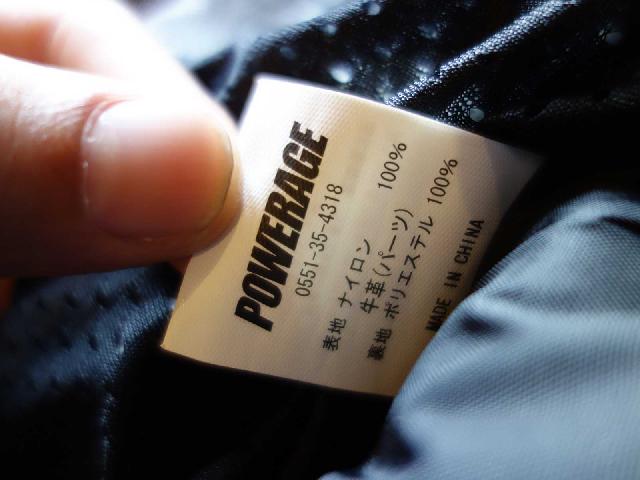 POWERAGE
0551-35-4318
表地 ナイロン 100%
牛革(パーツ)
裏地 ポリエステル 100%
MADE IN CHINA